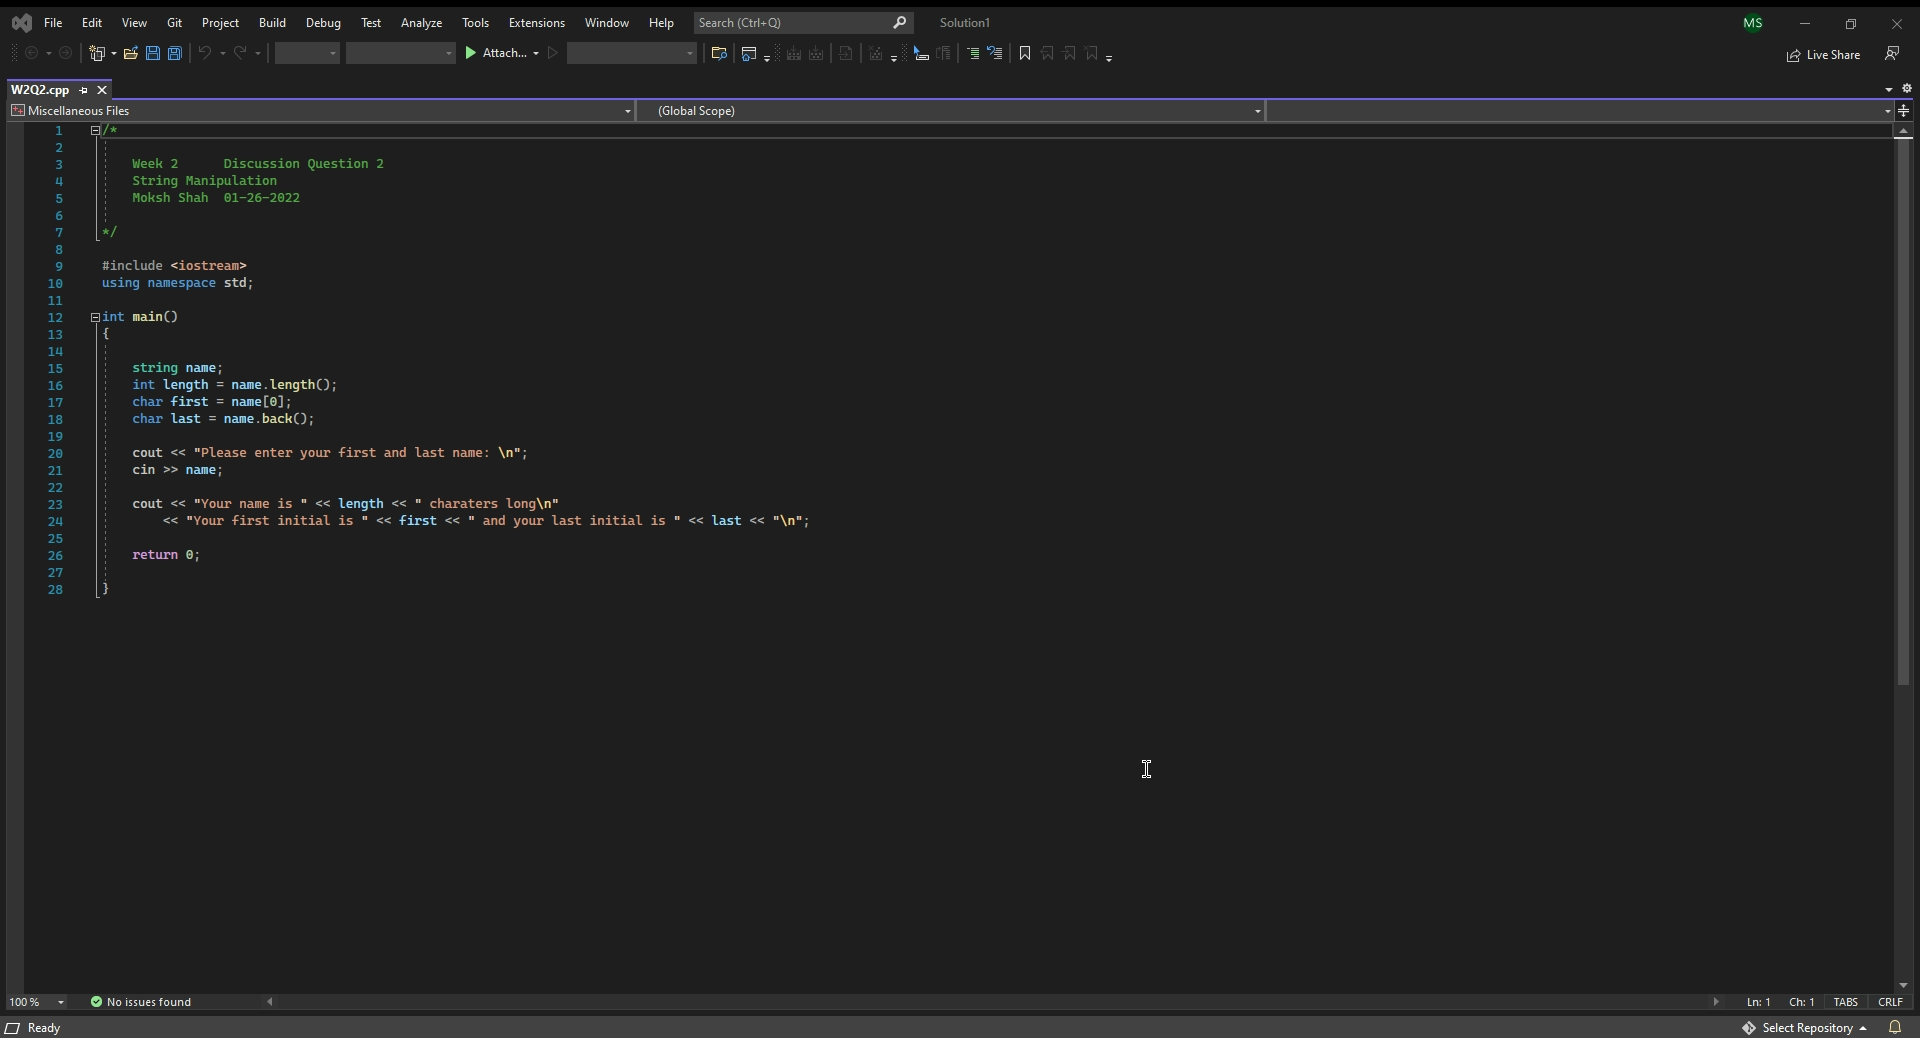 File Edit View Git Project Build Debug Test Analyze Tools Extensions Window Help Search (Ctrl+Q) Solution1 MS
Attach... Live Share
W2Q2.cpp
Miscellaneous Files (Global Scope)
1 /*
2
3 Week 2 Discussion Question 2
4 String Manipulation
5 Moksh Shah 01-26-2022
6
7 */
8
9 #include <iostream>
10 using namespace std;
11
12 int main()
13 {
14
15 string name;
16 int length = name.length();
17 char first = name[0];
18 char last = name.back();
19
20 cout << "Please enter your first and last name: \n";
21 cin >> name;
22
23 cout << "Your name is " << length << " charaters long\n"
24 << "Your first initial is " << first << " and your last initial is " << last << "\n";
25
26 return 0;
27
28 }
100 % No issues found Ln: 1 Ch: 1 TABS CRLF
Ready Select Repository